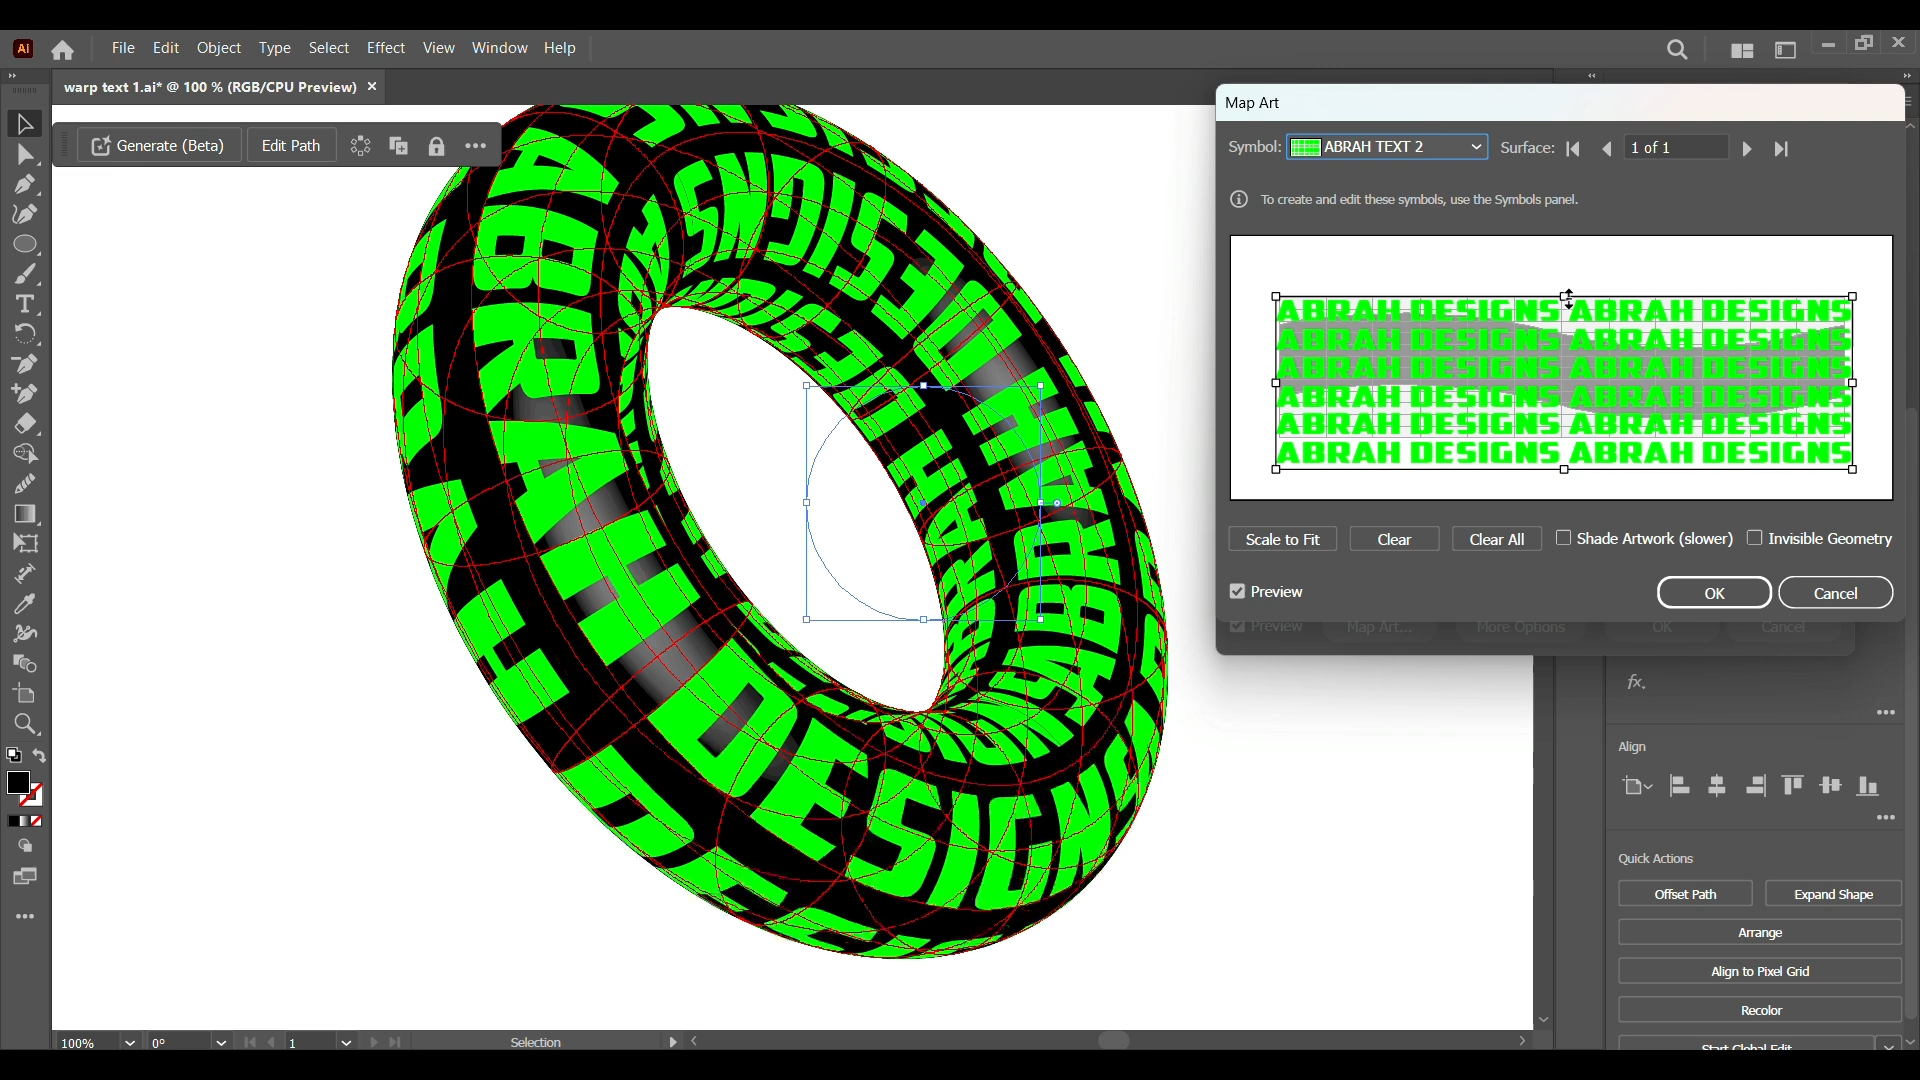 Ai
File Edit Object Type Select Effect View Window Help
warp text 1.ai* @ 100 % (RGB/CPU Preview) ×
Generate (Beta) Edit Path
Map Art
Symbol: ABRAH TEXT 2 Surface: 1 of 1
To create and edit these symbols, use the Symbols panel.
ABRAH DESIGNS ABRAH DESIGNS
ABRAH DESIGNS ABRAH DESIGNS
ABRAH DESIGNS ABRAH DESIGNS
ABRAH DESIGNS ABRAH DESIGNS
ABRAH DESIGNS ABRAH DESIGNS
ABRAH DESIGNS ABRAH DESIGNS
Scale to Fit Clear Clear All Shade Artwork (slower) Invisible Geometry
Preview OK Cancel
Preview Map Art... More Options OK Cancel
ABRAH DESIGNS
fx.
Align
Quick Actions
Offset Path Expand Shape
Arrange
Align to Pixel Grid
Recolor
Start Global Edit
100% 0° 1 Selection